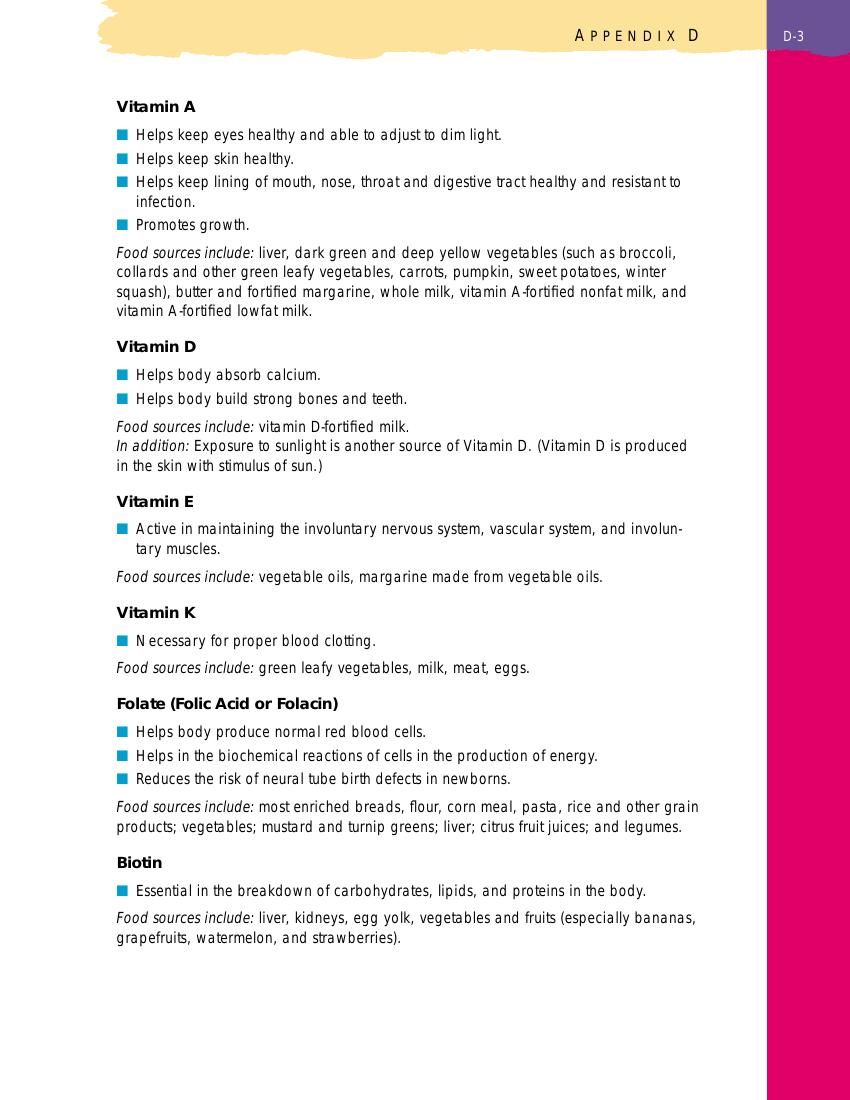 APPENDIX D
D-3
Vitamin A
■ Helps keep eyes healthy and able to adjust to dim light.
■ Helps keep skin healthy.
■ Helps keep lining of mouth, nose, throat and digestive tract healthy and resistant to
infection.
■ Promotes growth.
Food sources include: liver, dark green and deep yellow vegetables (such as broccoli,
collards and other green leafy vegetables, carrots, pumpkin, sweet potatoes, winter
squash), butter and fortified margarine, whole milk, vitamin A-fortified nonfat milk, and
vitamin A-fortified lowfat milk.
Vitamin D
■ Helps body absorb calcium.
■ Helps body build strong bones and teeth.
Food sources include: vitamin D-fortified milk.
In addition: Exposure to sunlight is another source of Vitamin D. (Vitamin D is produced
in the skin with stimulus of sun.)
Vitamin E
■ Active in maintaining the involuntary nervous system, vascular system, and involun-
tary muscles.
Food sources include: vegetable oils, margarine made from vegetable oils.
Vitamin K
■ Necessary for proper blood clotting.
Food sources include: green leafy vegetables, milk, meat, eggs.
Folate (Folic Acid or Folacin)
■ Helps body produce normal red blood cells.
■ Helps in the biochemical reactions of cells in the production of energy.
■ Reduces the risk of neural tube birth defects in newborns.
Food sources include: most enriched breads, flour, corn meal, pasta, rice and other grain
products; vegetables; mustard and turnip greens; liver; citrus fruit juices; and legumes.
Biotin
■ Essential in the breakdown of carbohydrates, lipids, and proteins in the body.
Food sources include: liver, kidneys, egg yolk, vegetables and fruits (especially bananas,
grapefruits, watermelon, and strawberries).